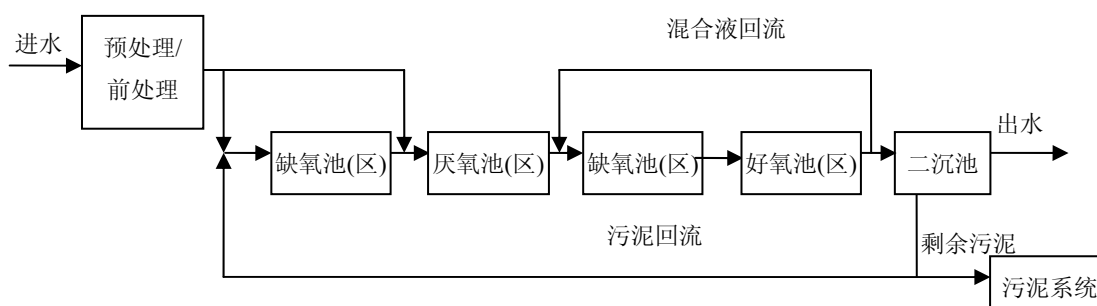 混合液回流
进水
预处理/
前处理
出水
缺氧池(区)
厌氧池(区)
缺氧池(区)
好氧池(区)
二沉池
污泥回流
剩余污泥
污泥系统